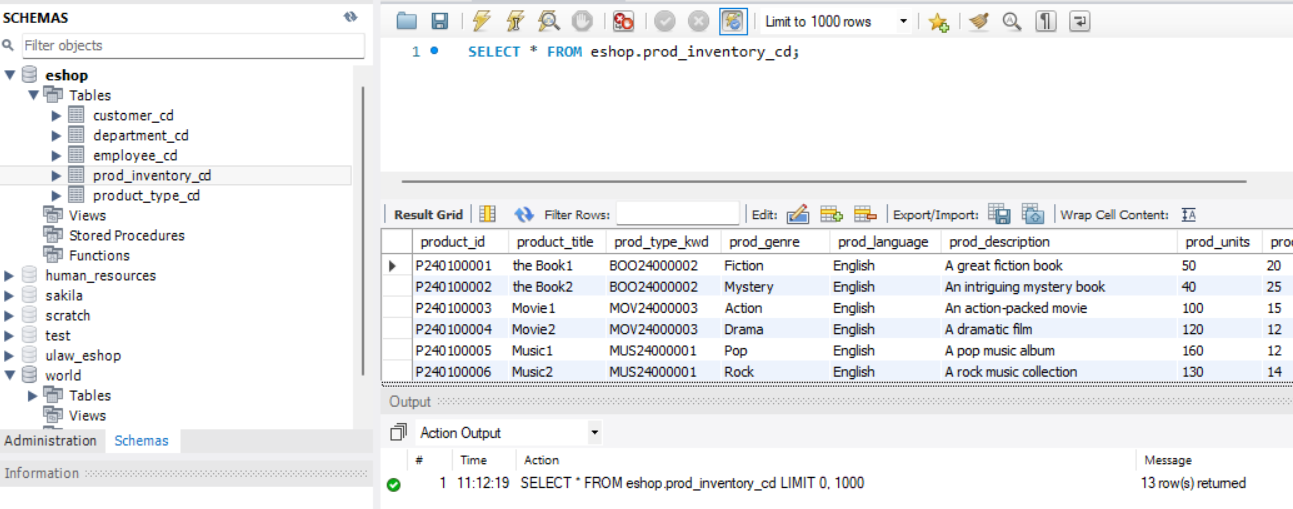 SCHEMAS
Filter objects
eshop
Tables
customer_cd
department_cd
employee_cd
prod_inventory_cd
product_type_cd
Views
Stored Procedures
Functions
human_resources
sakila
scratch
test
ulaw_eshop
world
Tables
Views
Administration Schemas
Information
Limit to 1000 rows
1 SELECT * FROM eshop.prod_inventory_cd;
Result Grid Filter Rows: Edit: Export/Import: Wrap Cell Content: IA
product_id product_title prod_type_kwd prod_genre prod_language prod_description prod_units
P240100001 the Book1 BOO24000002 Fiction English A great fiction book 50 20
P240100002 the Book2 BOO24000002 Mystery English An intriguing mystery book 40 25
P240100003 Movie1 MOV24000003 Action English An action-packed movie 100 15
P240100004 Movie2 MOV24000003 Drama English A dramatic film 120 12
P240100005 Music1 MUS24000001 Pop English A pop music album 160 12
P240100006 Music2 MUS24000001 Rock English A rock music collection 130 14
Output
Action Output
# Time Action Message
1 11:12:19 SELECT * FROM eshop.prod_inventory_cd LIMIT 0, 1000 13 row(s) returned